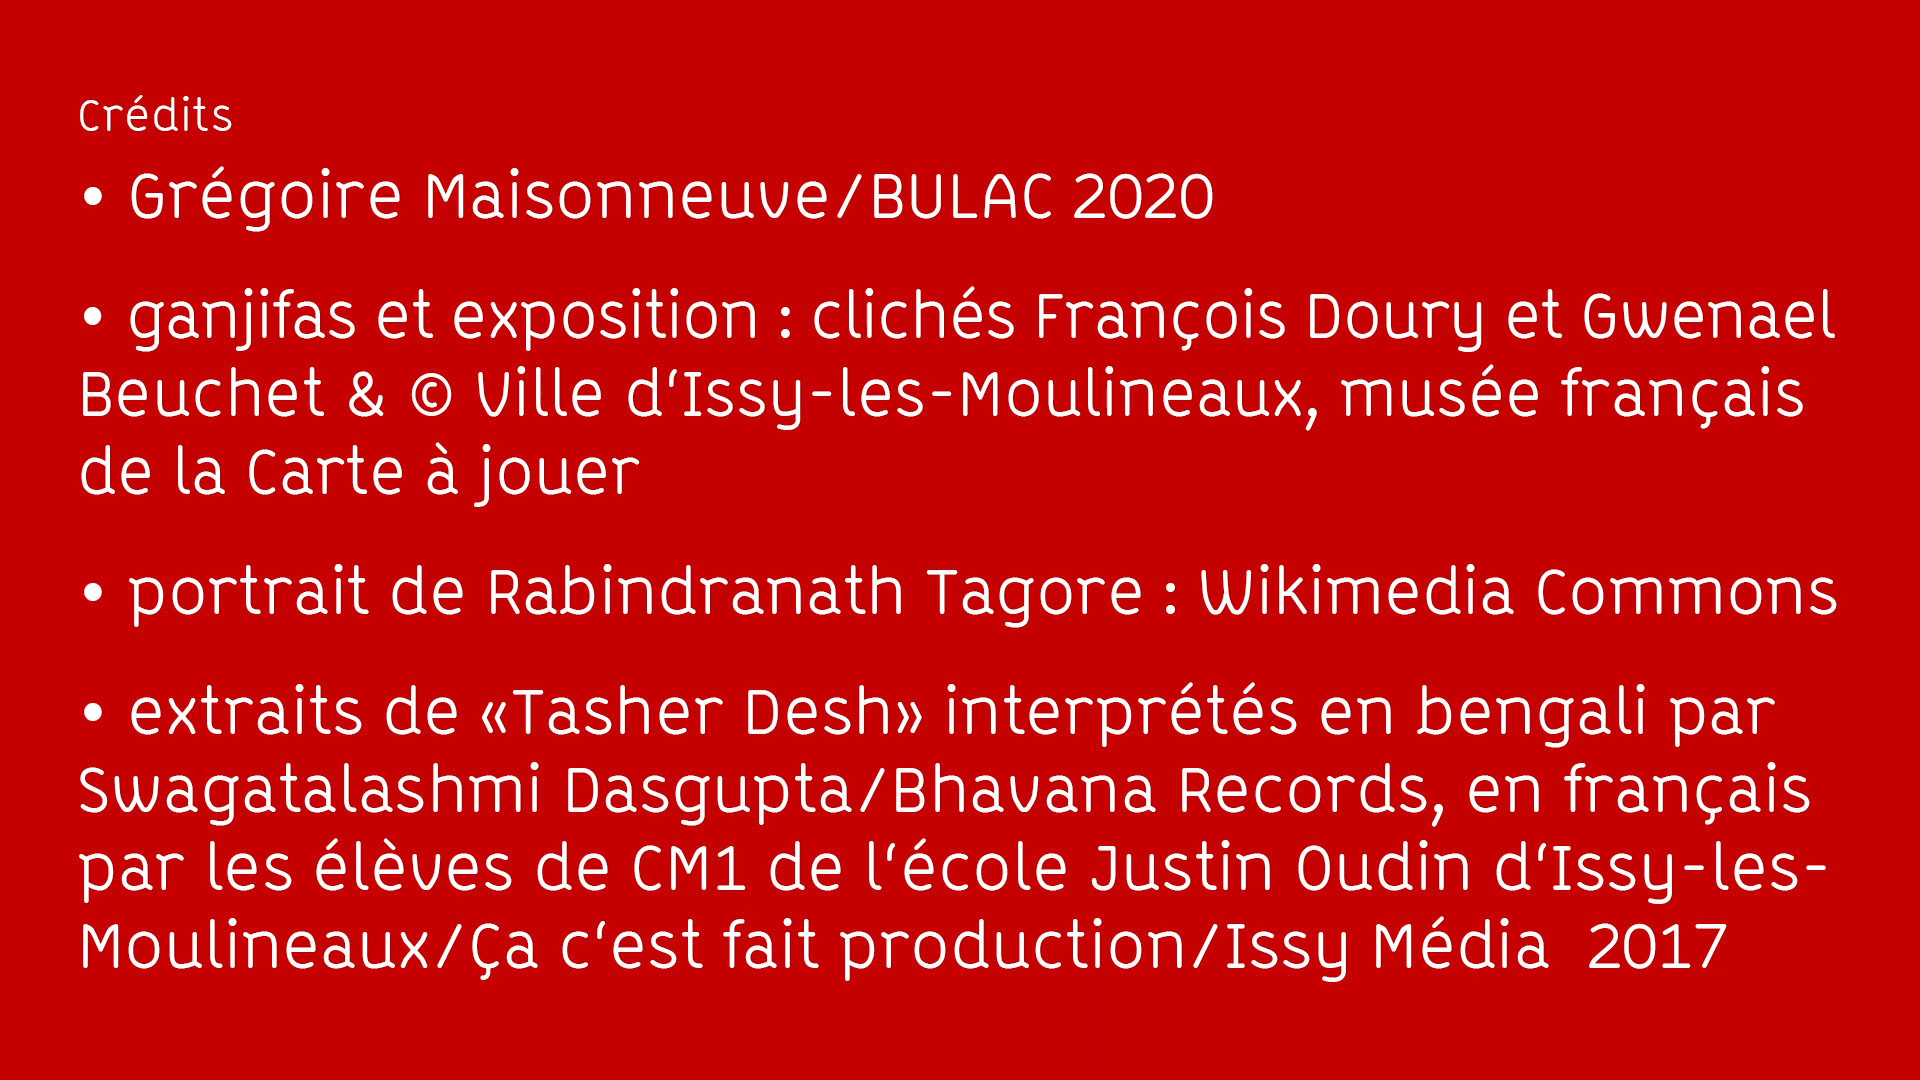 Crédits
• Grégoire Maisonneuve/BULAC 2020
• ganjifas et exposition : clichés François Doury et Gwenael
Beuchet & © Ville d‘Issy-les-Moulineaux, musée français
de la Carte à jouer
• portrait de Rabindranath Tagore : Wikimedia Commons
• extraits de «Tasher Desh» interprétés en bengali par
Swagatalashmi Dasgupta/Bhavana Records, en français
par les élèves de CM1 de l‘école Justin Oudin d‘Issy-les-
Moulineaux/Ça c‘est fait production/Issy Média  2017